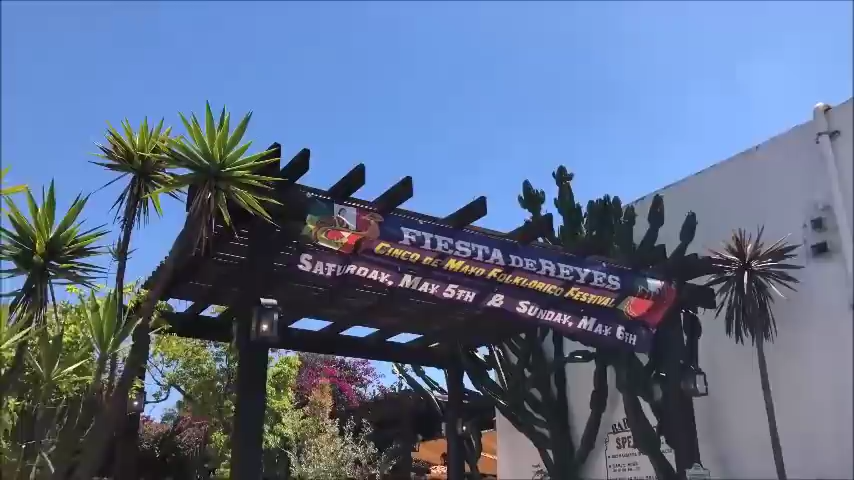 FIESTA DE REYES
CINCO DE MAYO FOLKLORICO FESTIVAL
SATURDAY, MAY 5TH & SUNDAY, MAY 6TH